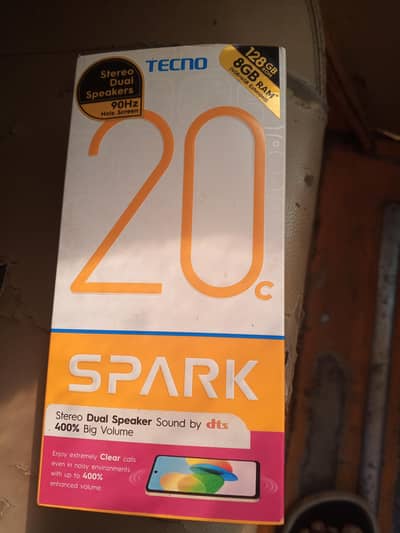 TECNO
Stereo
Dual
Speakers
90Hz
Hole Screen
128GB
8GB RAM*
20c
SPARK
Stereo Dual Speaker Sound by dts
400% Big Volume
Enjoy extremely Clear calls
even in noisy environments
with up to 400%
enhanced volume.